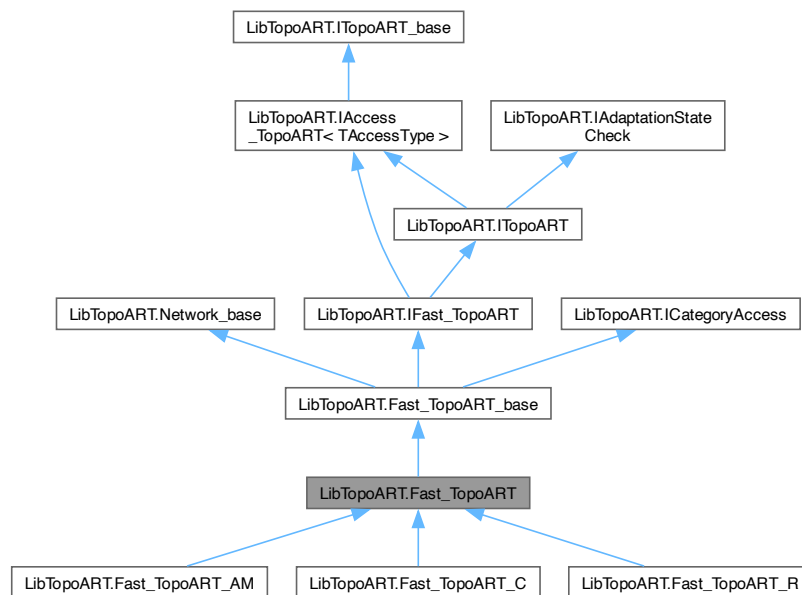 LibTopoART.ITopoART_base
LibTopoART.IAccess
_TopoART< TAccessType >
LibTopoART.IAdaptationState
Check
LibTopoART.ITopoART
LibTopoART.Network_base
LibTopoART.IFast_TopoART
LibTopoART.ICategoryAccess
LibTopoART.Fast_TopoART_base
LibTopoART.Fast_TopoART
LibTopoART.Fast_TopoART_AM
LibTopoART.Fast_TopoART_C
LibTopoART.Fast_TopoART_R